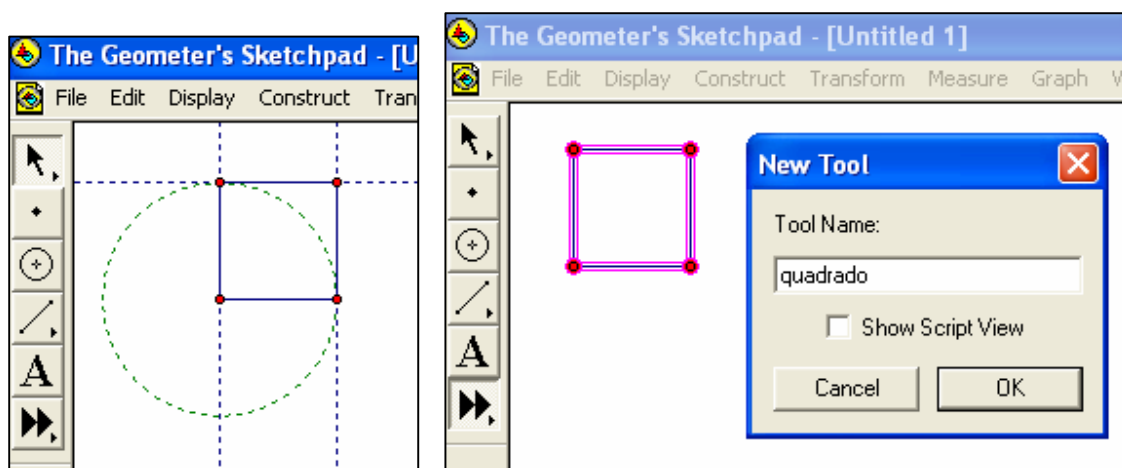 The Geometer's Sketchpad - [U
File Edit Display Construct Tran
A
The Geometer's Sketchpad - [Untitled 1]
File Edit Display Construct Transform Measure Graph W
A
New Tool
Tool Name:
quadrado
Show Script View
Cancel OK